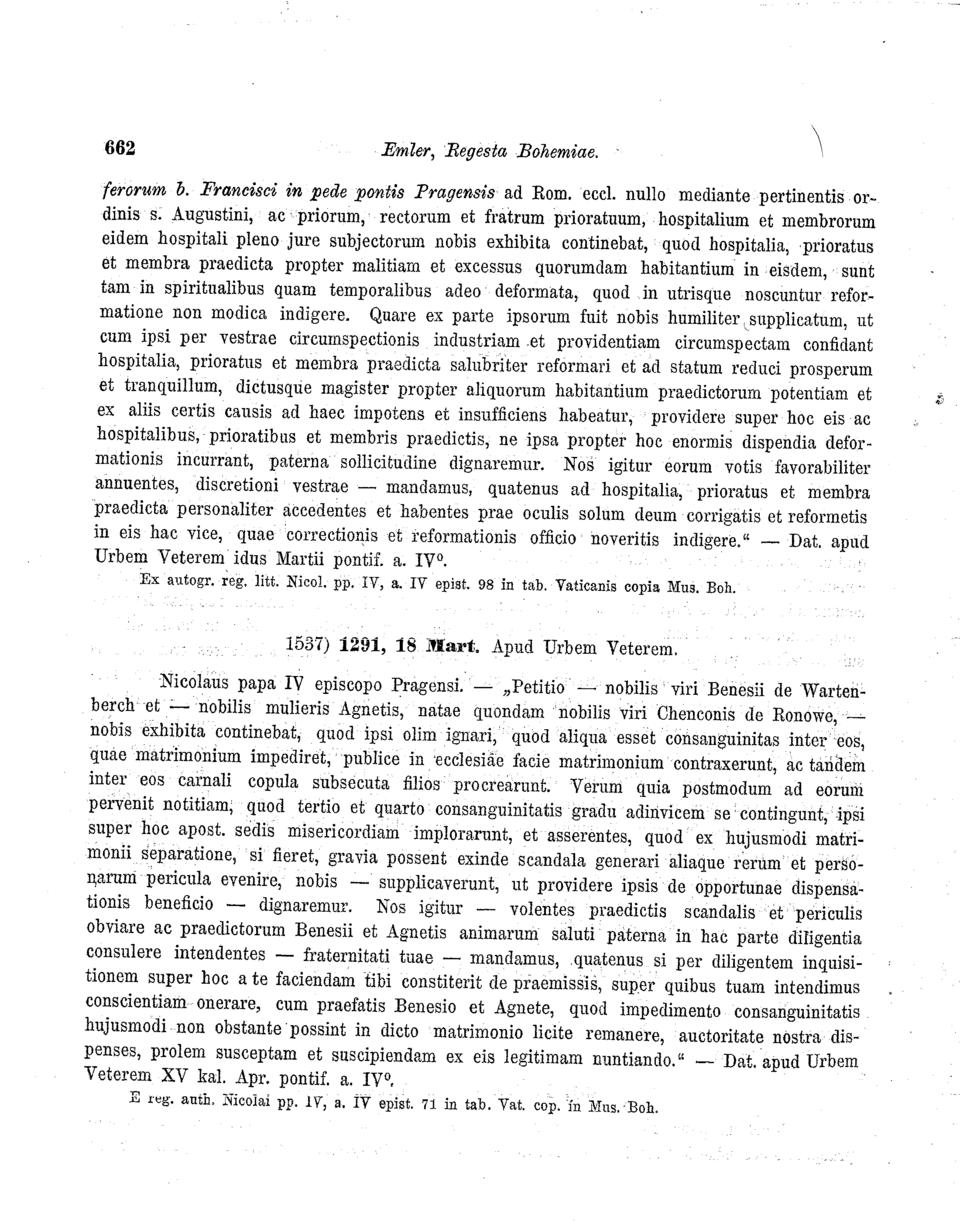 662 Emler, Regesta Bohemiae.
ferorum b. Francisci in pede pontis Pragensis ad Rom. eccl. nullo mediante pertinentis or-
dinis s. Augustini, ac priorum, rectorum et fratrum prioratuum, hospitalium et membrorum
eidem hospitali pleno jure subjectorum nobis exhibita continebat, quod hospitalia, prioratus
et membra praedicta propter malitiam et excessus quorumdam habitantium in eisdem, sunt
tam in spiritualibus quam temporalibus adeo deformata, quod in utrisque noscuntur refor-
matione non modica indigere. Quare ex parte ipsorum fuit nobis humiliter supplicatum, ut
cum ipsi per vestrae circumspectionis industriam et providentiam circumspectam confidant
hospitalia, prioratus et membra praedicta salubriter reformari et ad statum reduci prosperum
et tranquillum, dictusque magister propter aliquorum habitantium praedictorum potentiam et
ex aliis certis causis ad haec impotens et insufficiens habeatur, providere super hoc eis ac
hospitalibus, prioratibus et membris praedictis, ne ipsa propter hoc enormis dispendia defor-
mationis incurrant, paterna sollicitudine dignaremur. Nos igitur eorum votis favorabiliter
annuentes, discretioni vestrae — mandamus, quatenus ad hospitalia, prioratus et membra
praedicta personaliter accedentes et habentes prae oculis solum deum corrigatis et reformetis
in eis hac vice, quae correctionis et reformationis officio noveritis indigere.“ — Dat. apud
Urbem Veterem idus Martii pontif. a. IV⁰.
Ex autogr. reg. litt. Nicol. pp. IV, a. IV epist. 98 in tab. Vaticanis copia Mus. Boh.
1537) 1291, 18 Mart. Apud Urbem Veterem.
Nicolaus papa IV episcopo Pragensi. — „Petitio — nobilis viri Benesii de Warten-
berch et — nobilis mulieris Agnetis, natae quondam nobilis viri Chenconis de Ronowe, —
nobis exhibita continebat, quod ipsi olim ignari, quod aliqua esset consanguinitas inter eos,
quae matrimonium impediret, publice in ecclesiae facie matrimonium contraxerunt, ac tandem
inter eos carnali copula subsecuta filios procrearunt. Verum quia postmodum ad eorum
pervenit notitiam, quod tertio et quarto consanguinitatis gradu adinvicem se contingunt, ipsi
super hoc apost. sedis misericordiam implorarunt, et asserentes, quod ex hujusmodi matri-
monii separatione, si fieret, gravia possent exinde scandala generari aliaque rerum et perso-
narum pericula evenire, nobis — supplicaverunt, ut providere ipsis de opportunae dispensa-
tionis beneficio — dignaremur. Nos igitur — volentes praedictis scandalis et periculis
obviare ac praedictorum Benesii et Agnetis animarum saluti paterna in hac parte diligentia
consulere intendentes — fraternitati tuae — mandamus, quatenus si per diligentem inquisi-
tionem super hoc a te faciendam tibi constiterit de praemissis, super quibus tuam intendimus
conscientiam onerare, cum praefatis Benesio et Agnete, quod impedimento consanguinitatis
hujusmodi non obstante possint in dicto matrimonio licite remanere, auctoritate nostra dis-
penses, prolem susceptam et suscipiendam ex eis legitimam nuntiando.“ — Dat. apud Urbem
Veterem XV kal. Apr. pontif. a. IV⁰.
E reg. auth. Nicolai pp. IV, a. IV epist. 71 in tab. Vat. cop. in Mus. Boh.